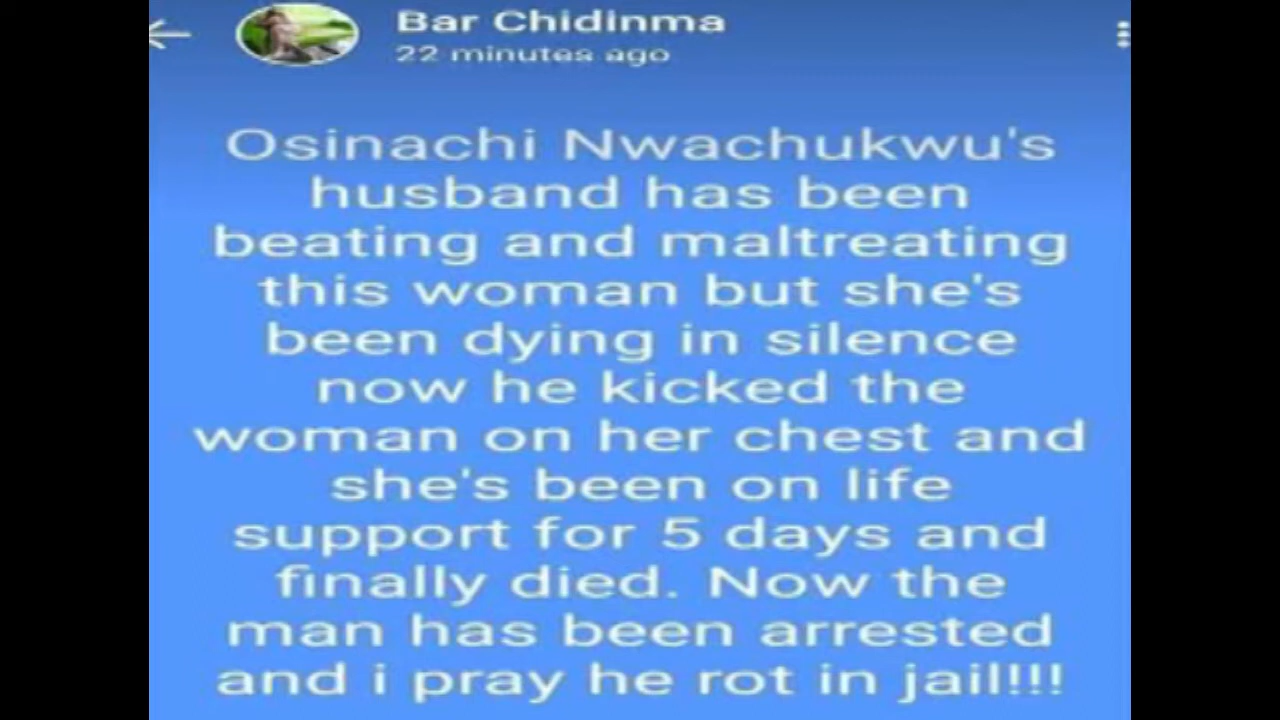 Bar Chidinma
22 minutes ago
Osinachi Nwachukwu's
husband has been
beating and maltreating
this woman but she's
been dying in silence
now he kicked the
woman on her chest and
she's been on life
support for 5 days and
finally died. Now the
man has been arrested
and i pray he rot in jail!!!